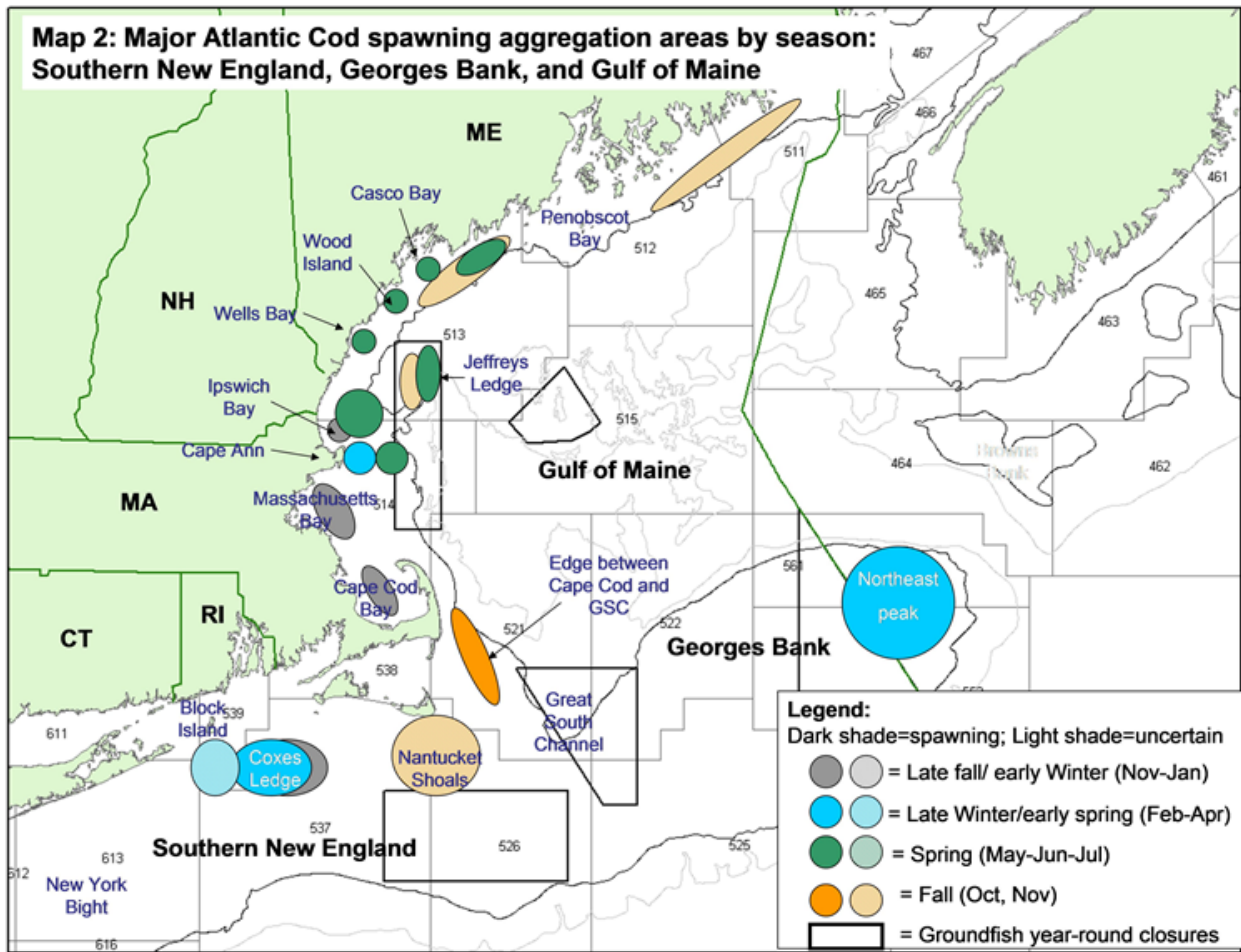 Map 2: Major Atlantic Cod spawning aggregation areas by season:
Southern New England, Georges Bank, and Gulf of Maine
467
466
ME
511
461
Casco Bay
Penobscot
Bay
512
Wood
Island
NH
465
463
Wells Bay
513
Jeffreys
Ledge
Ipswich
Bay
515
Cape Ann
Gulf of Maine
464
Browns
Bank
462
MA
Massachusetts
Bay
514
Edge between
Cape Cod and
GSC
561
Northeast
peak
Cape Cod
Bay
RI
CT
521
522
Georges Bank
538
Block
Island
539
Great
South
Channel
611
Coxes
Ledge
Nantucket
Shoals
537
Southern New England
526
525
613
612
New York
Bight
616
Legend:
Dark shade=spawning; Light shade=uncertain
= Late fall/ early Winter (Nov-Jan)
= Late Winter/early spring (Feb-Apr)
= Spring (May-Jun-Jul)
= Fall (Oct, Nov)
= Groundfish year-round closures